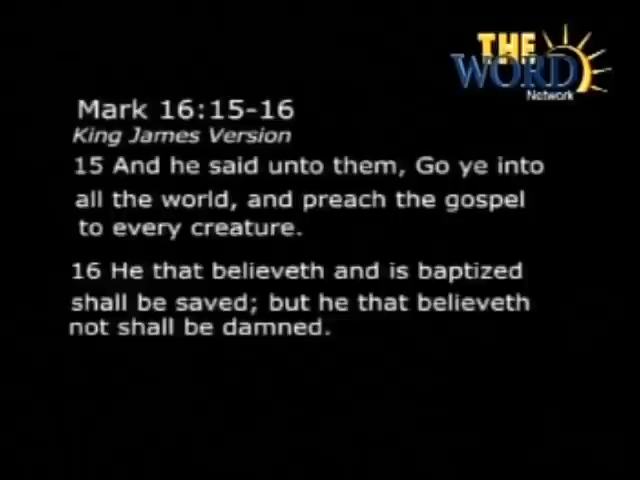 THE
WORD
Network
Mark 16:15-16
King James Version
15 And he said unto them, Go ye into
all the world, and preach the gospel
to every creature.
16 He that believeth and is baptized
shall be saved; but he that believeth
not shall be damned.